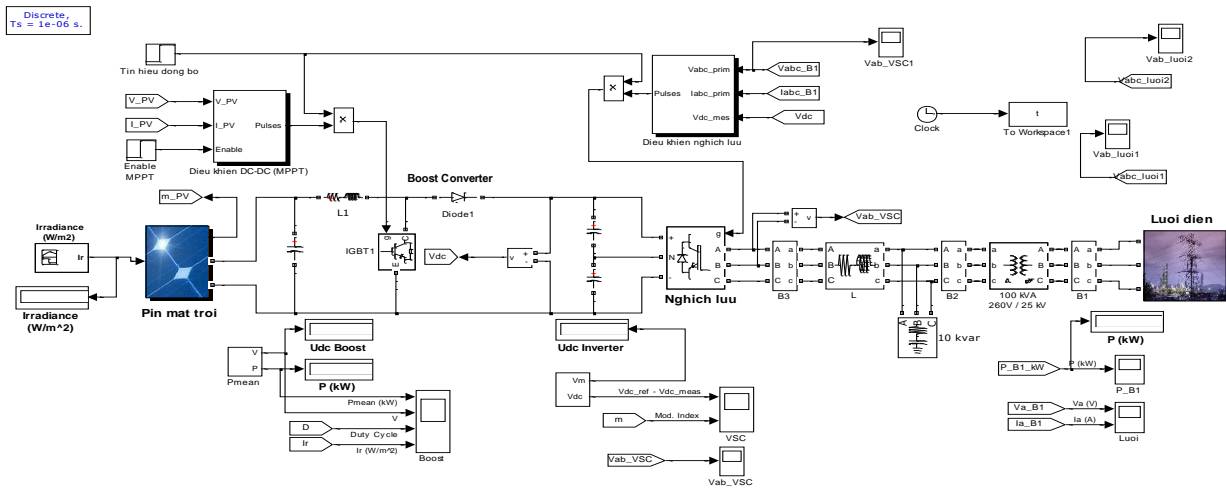 Discrete,
Ts = 1e-06 s.
Tin hieu dong bo
V_PV
I_PV
Enable
MPPT
V_PV
I_PV
Enable
Pulses
Dieu khien DC-DC (MPPT)
×
×
Pulses
Vabc_prim
Iabc_prim
Vdc_mes
Dieu khien nghich luu
Vabc_B1
Iabc_B1
Vdc
Vab_VSC1
Clock
t
To Workspace1
Vab_luoi2
Vabc_luoi2
Vab_luoi1
Vabc_luoi1
m_PV
Irradiance
(W/m2)
Ir
Irradiance
(W/m^2)
Pin mat troi
L1
Boost Converter
Diode1
g
C
E
IGBT1
Vdc
v
+
-
+
N
-
g
A
B
C
Nghich luu
+
-
v
Vab_VSC
A
B
C
a
b
c
B3
A
B
C
a
b
c
L
A
B
C
10 kvar
A
B
C
a
b
c
B2
A
B
C
a
b
c
100 kVA
260V / 25 kV
A
B
C
a
b
c
B1
A
B
C
Luoi dien
Udc Boost
V
P
Pmean
P (kW)
Pmean (kW)
V
D
Duty Cycle
Ir
Ir (W/m^2)
Boost
Udc Inverter
Vm
Vdc
Vdc_ref - Vdc_meas
m
Mod. Index
VSC
Vab_VSC
Vab_VSC
P (kW)
P_B1_kW
P (kW)
P_B1
Va_B1
Va (V)
Ia_B1
Ia (A)
Luoi